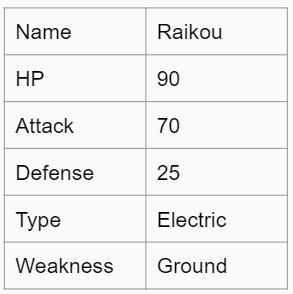 Name Raikou
HP 90
Attack 70
Defense 25
Type Electric
Weakness Ground